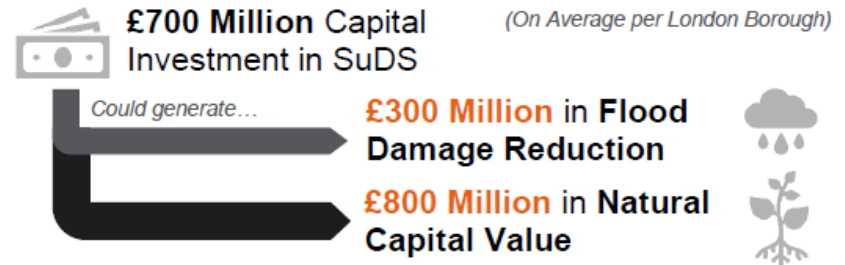 £700 Million Capital
Investment in SuDS
(On Average per London Borough)
Could generate...
£300 Million in Flood
Damage Reduction
£800 Million in Natural
Capital Value